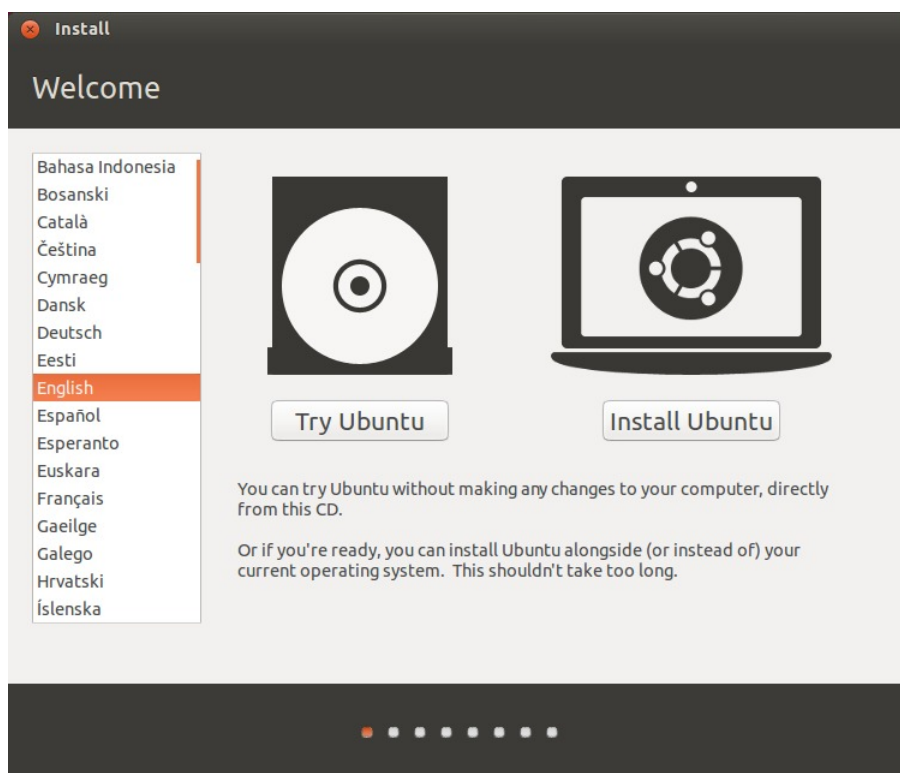 Install
Welcome
Bahasa Indonesia
Bosanski
Català
Čeština
Cymraeg
Dansk
Deutsch
Eesti
English
Español
Esperanto
Euskara
Français
Gaeilge
Galego
Hrvatski
Íslenska
Try Ubuntu
Install Ubuntu
You can try Ubuntu without making any changes to your computer, directly
from this CD.
Or if you're ready, you can install Ubuntu alongside (or instead of) your
current operating system. This shouldn't take too long.